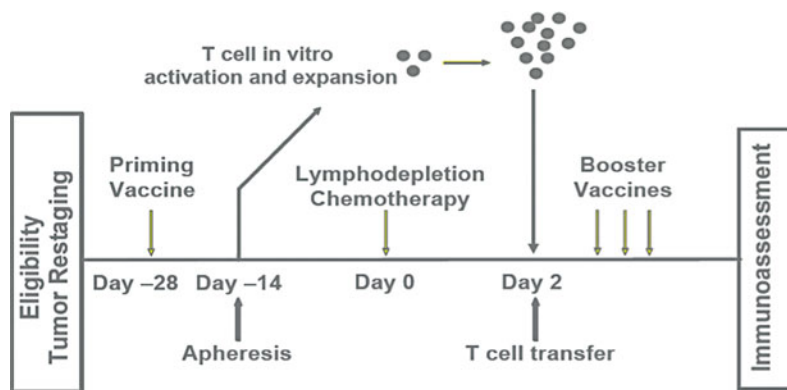 T cell in vitro
activation and expansion
Priming
Vaccine
Lymphodepletion
Chemotherapy
Booster
Vaccines
Eligibility
Tumor Restaging
Day –28
Day –14
Day 0
Day 2
Apheresis
T cell transfer
Immunoassessment